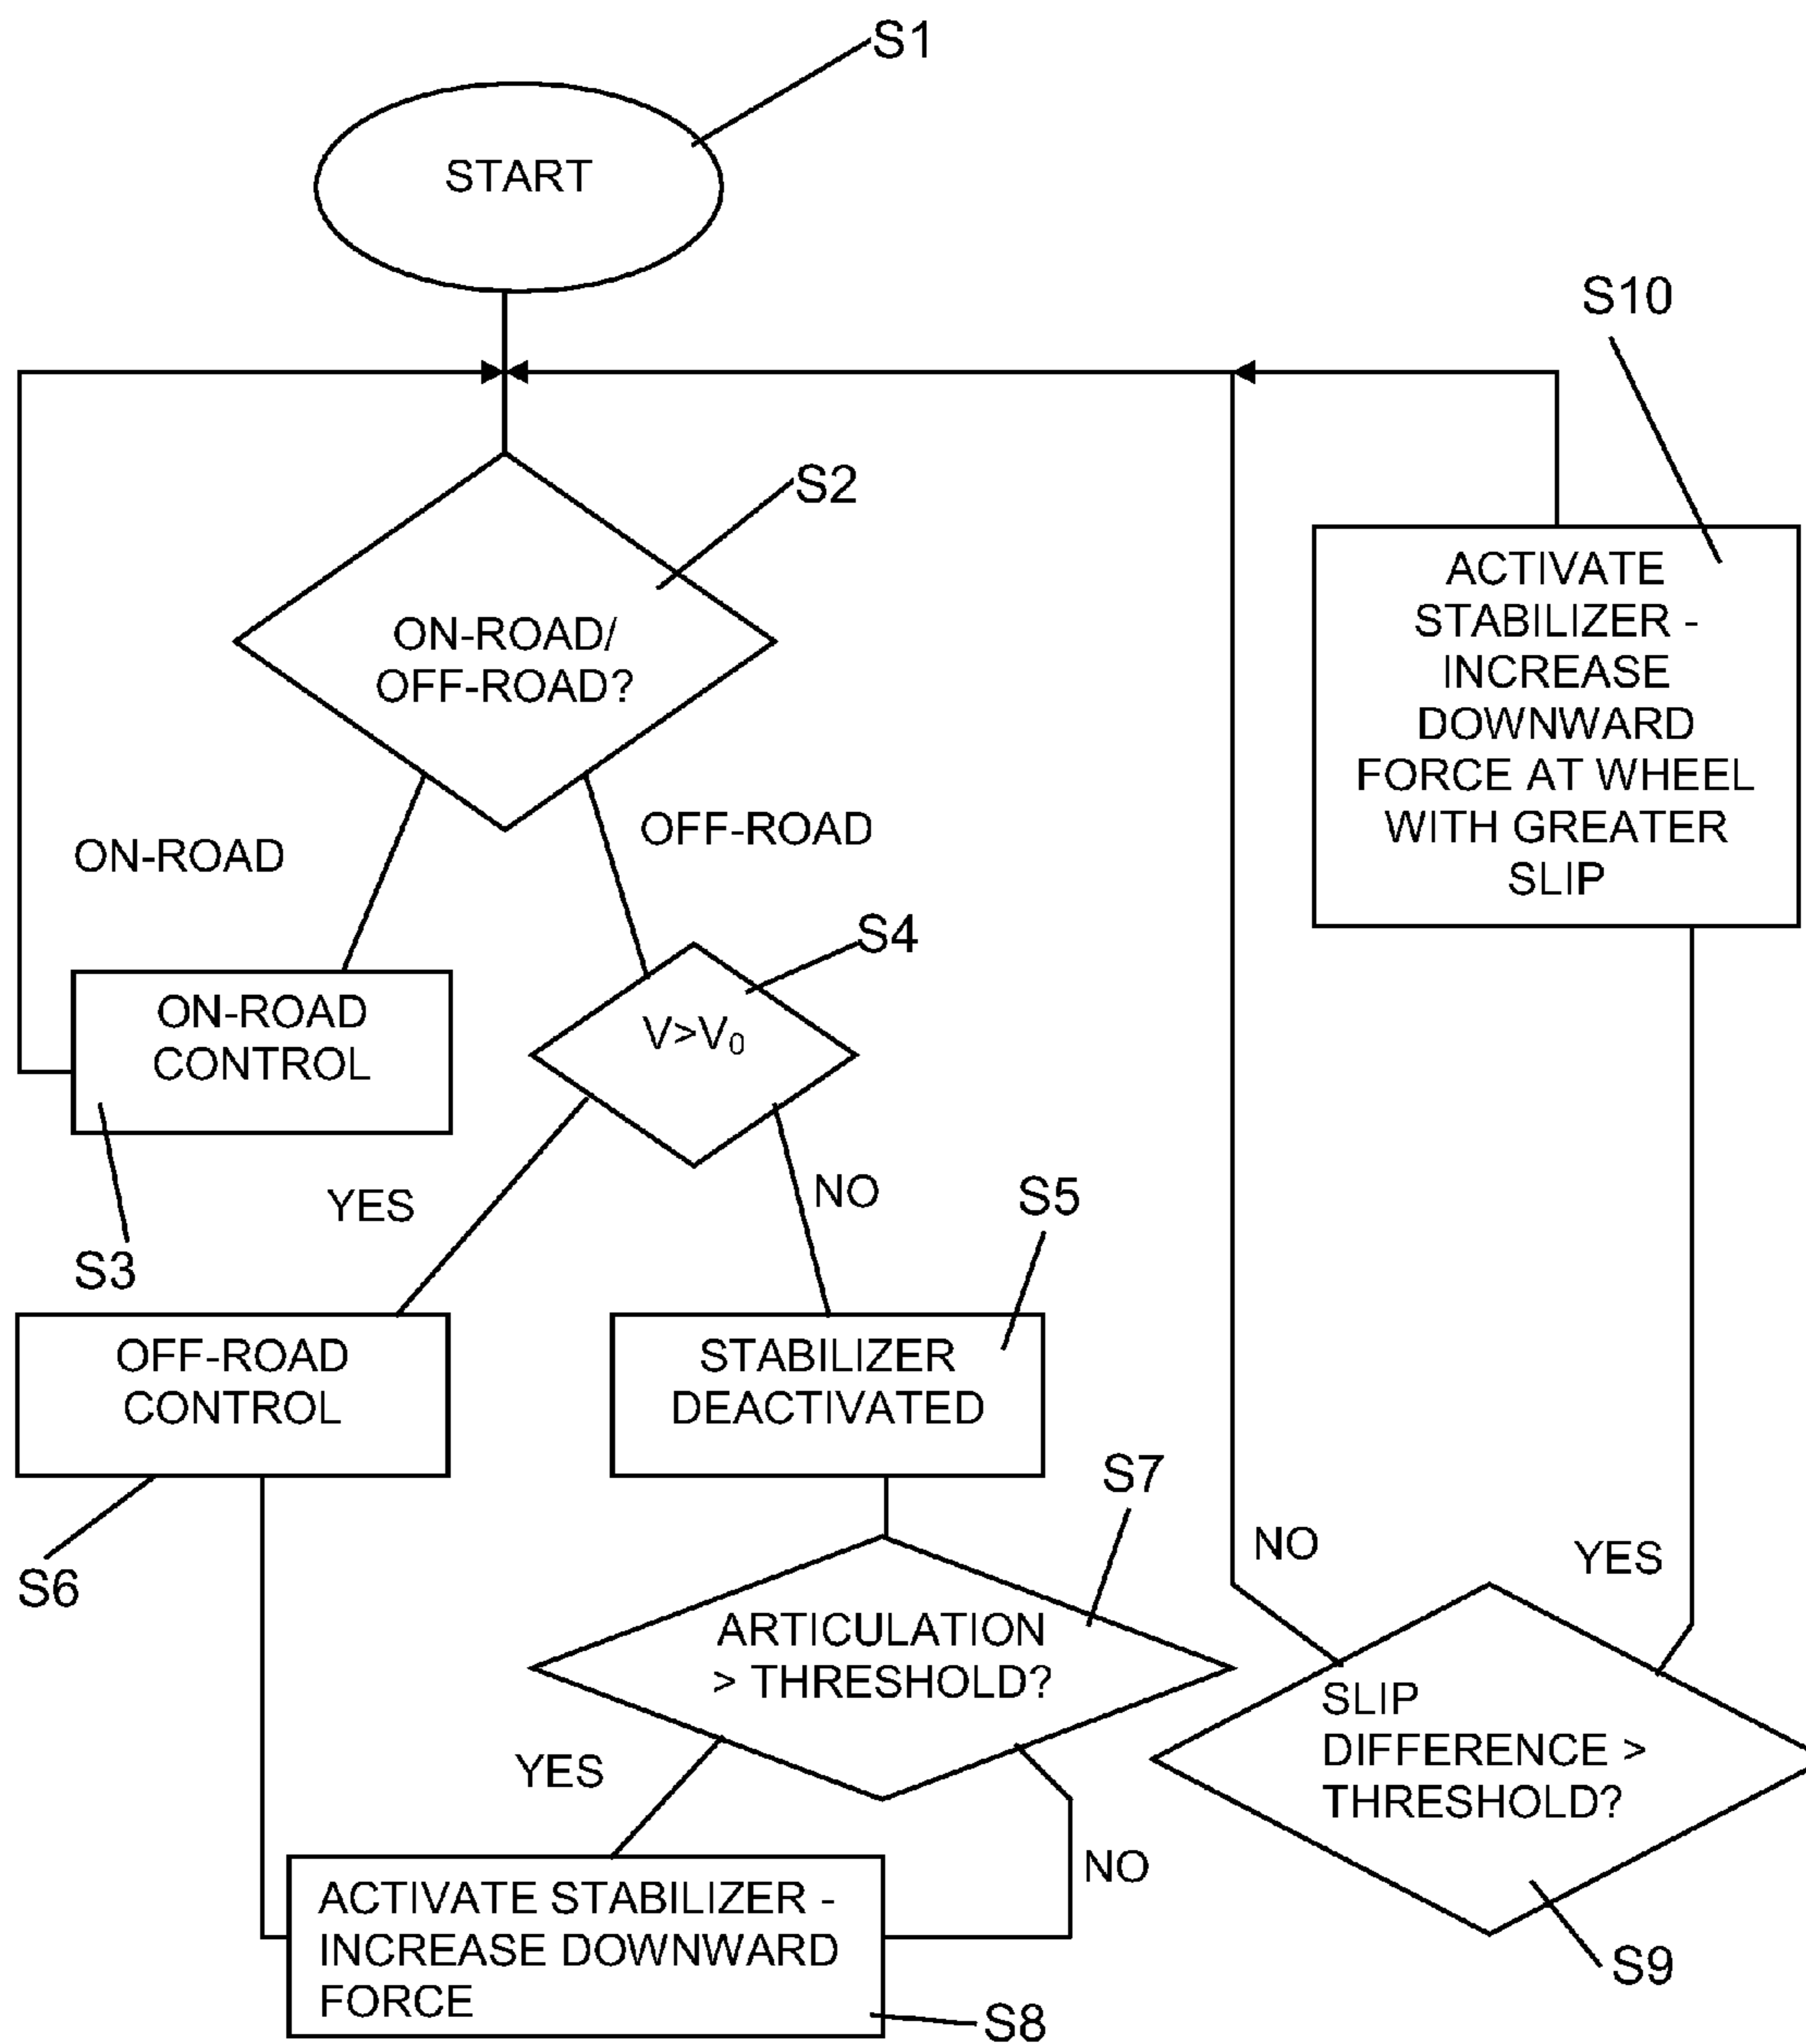 S1
START
S10
S2
ON-ROAD/
OFF-ROAD?
ACTIVATE
STABILIZER -
INCREASE
DOWNWARD
FORCE AT WHEEL
WITH GREATER
SLIP
ON-ROAD
OFF-ROAD
S4
ON-ROAD
CONTROL
V>V₀
YES
NO
S5
S3
OFF-ROAD
CONTROL
STABILIZER
DEACTIVATED
S7
S6
NO
YES
ARTICULATION
> THRESHOLD?
SLIP
DIFFERENCE >
THRESHOLD?
YES
NO
ACTIVATE STABILIZER -
INCREASE DOWNWARD
FORCE
S9
S8